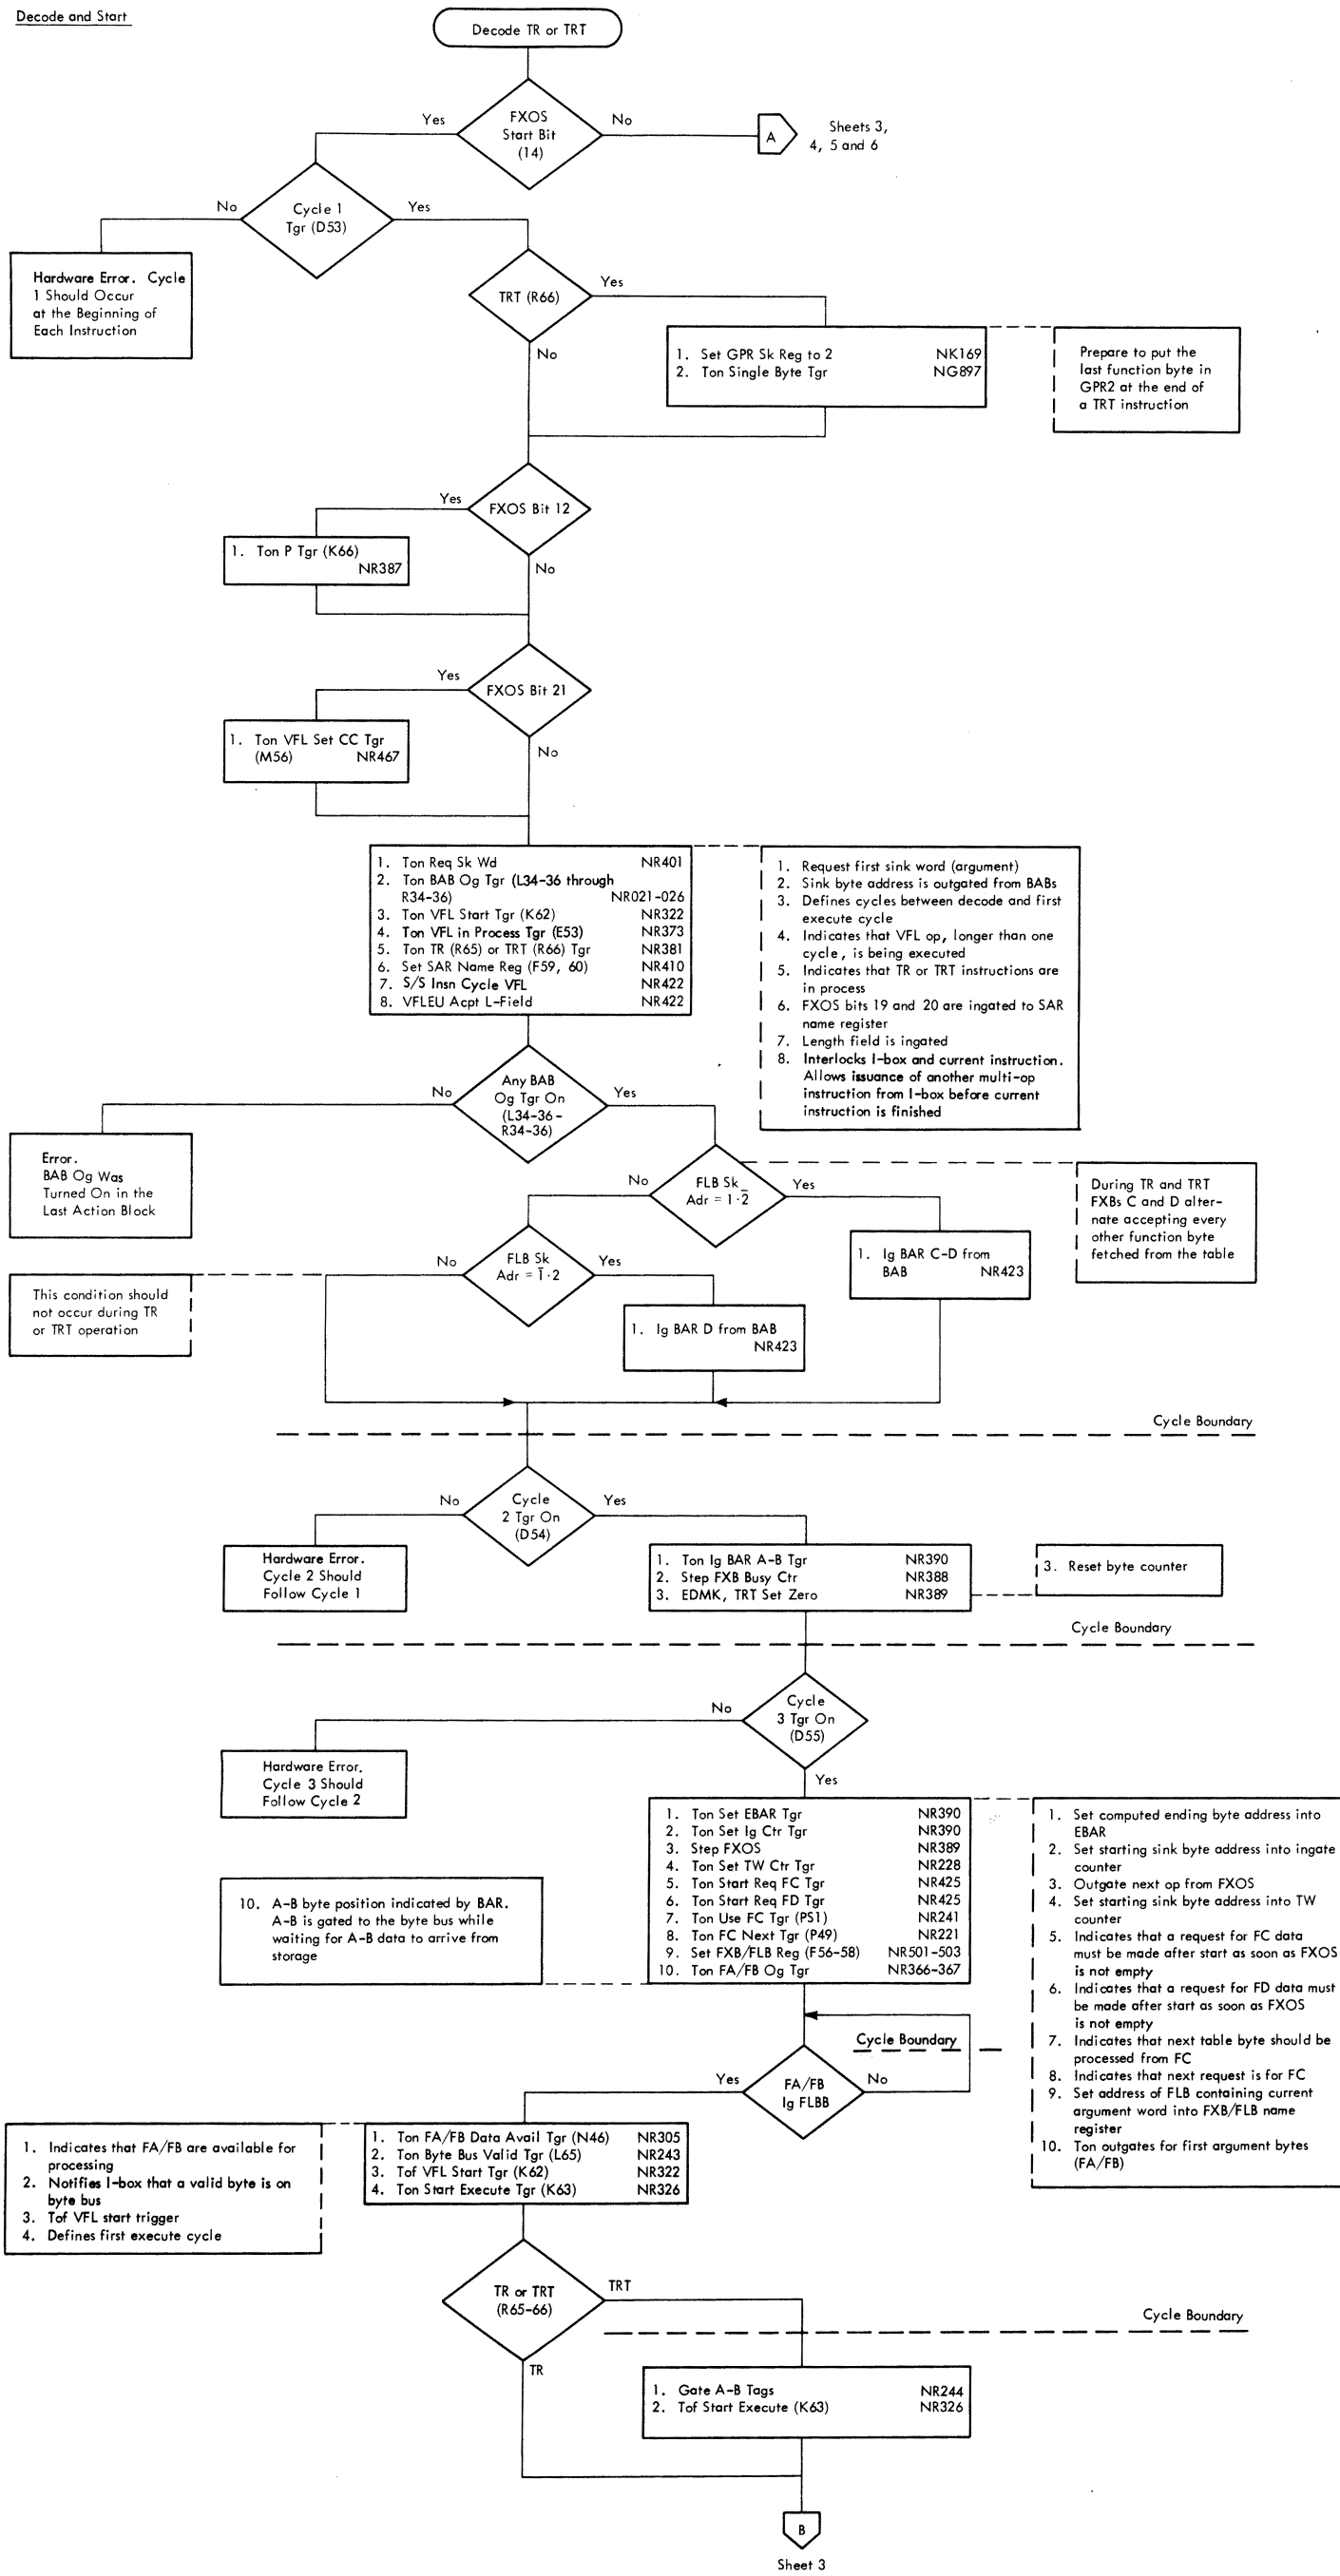 Decode and Start
Decode TR or TRT
FXOS
Start Bit
(14)
Yes
No
A
Sheets 3,
4, 5 and 6
Cycle 1
Tgr (D53)
No
Yes
Hardware Error. Cycle
1 Should Occur
at the Beginning of
Each Instruction
TRT (R66)
Yes
No
1. Set GPR Sk Reg to 2 NK169
2. Ton Single Byte Tgr NG897
Prepare to put the
last function byte in
GPR2 at the end of
a TRT instruction
FXOS Bit 12
Yes
No
1. Ton P Tgr (K66)
NR387
FXOS Bit 21
Yes
No
1. Ton VFL Set CC Tgr
(M56) NR467
1. Ton Req Sk Wd NR401
2. Ton BAB Og Tgr (L34-36 through
R34-36) NR021-026
3. Ton VFL Start Tgr (K62) NR322
4. Ton VFL in Process Tgr (E53) NR373
5. Ton TR (R65) or TRT (R66) Tgr NR381
6. Set SAR Name Reg (F59, 60) NR410
7. S/S Insn Cycle VFL NR422
8. VFLEU Acpt L-Field NR422
1. Request first sink word (argument)
2. Sink byte address is outgated from BABs
3. Defines cycles between decode and first
execute cycle
4. Indicates that VFL op, longer than one
cycle, is being executed
5. Indicates that TR or TRT instructions are
in process
6. FXOS bits 19 and 20 are ingated to SAR
name register
7. Length field is ingated
8. Interlocks I-box and current instruction.
Allows issuance of another multi-op
instruction from I-box before current
instruction is finished
Any BAB
Og Tgr On
(L34-36-
R34-36)
No
Yes
Error.
BAB Og Was
Turned On in the
Last Action Block
FLB Sk
Adr = 1·2̅
No
Yes
During TR and TRT
FXBs C and D alter-
nate accepting every
other function byte
fetched from the table
FLB Sk
Adr = 1̅·2
No
Yes
1. Ig BAR C-D from
BAB NR423
This condition should
not occur during TR
or TRT operation
1. Ig BAR D from BAB
NR423
Cycle Boundary
Cycle
2 Tgr On
(D54)
No
Yes
Hardware Error.
Cycle 2 Should
Follow Cycle 1
1. Ton Ig BAR A-B Tgr NR390
2. Step FXB Busy Ctr NR388
3. EDMK, TRT Set Zero NR389
3. Reset byte counter
Cycle Boundary
Cycle
3 Tgr On
(D55)
No
Yes
Hardware Error.
Cycle 3 Should
Follow Cycle 2
1. Ton Set EBAR Tgr NR390
2. Ton Set Ig Ctr Tgr NR390
3. Step FXOS NR389
4. Ton Set TW Ctr Tgr NR228
5. Ton Start Req FC Tgr NR425
6. Ton Start Req FD Tgr NR425
7. Ton Use FC Tgr (PS1) NR241
8. Ton FC Next Tgr (P49) NR221
9. Set FXB/FLB Reg (F56-58) NR501-503
10. Ton FA/FB Og Tgr NR366-367
10. A-B byte position indicated by BAR.
A-B is gated to the byte bus while
waiting for A-B data to arrive from
storage
1. Set computed ending byte address into
EBAR
2. Set starting sink byte address into ingate
counter
3. Outgate next op from FXOS
4. Set starting sink byte address into TW
counter
5. Indicates that a request for FC data
must be made after start as soon as FXOS
is not empty
6. Indicates that a request for FD data must
be made after start as soon as FXOS
is not empty
7. Indicates that next table byte should be
processed from FC
8. Indicates that next request is for FC
9. Set address of FLB containing current
argument word into FXB/FLB name
register
10. Ton outgates for first argument bytes
(FA/FB)
Cycle Boundary
FA/FB
Ig FLBB
Yes
No
1. Indicates that FA/FB are available for
processing
2. Notifies I-box that a valid byte is on
byte bus
3. Tof VFL start trigger
4. Defines first execute cycle
1. Ton FA/FB Data Avail Tgr (N46) NR305
2. Ton Byte Bus Valid Tgr (L65) NR243
3. Tof VFL Start Tgr (K62) NR322
4. Ton Start Execute Tgr (K63) NR326
TR or TRT
(R65-66)
TRT
TR
Cycle Boundary
1. Gate A-B Tags NR244
2. Tof Start Execute (K63) NR326
B
Sheet 3